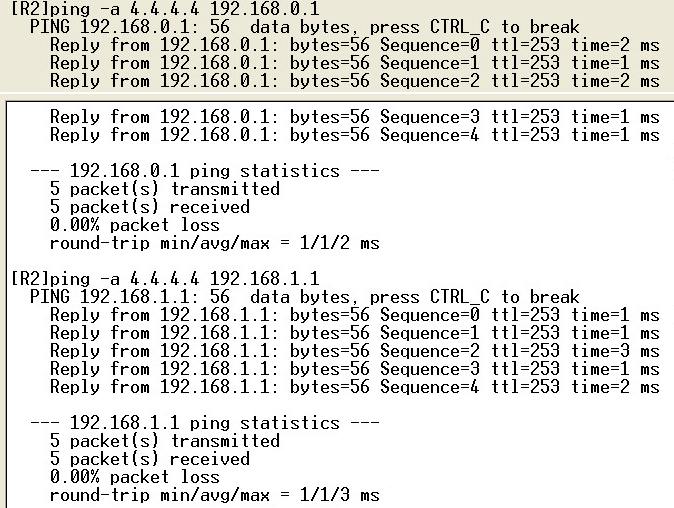 [R2]ping -a 4.4.4.4 192.168.0.1
  PING 192.168.0.1: 56  data bytes, press CTRL_C to break
    Reply from 192.168.0.1: bytes=56 Sequence=0 ttl=253 time=2 ms
    Reply from 192.168.0.1: bytes=56 Sequence=1 ttl=253 time=1 ms
    Reply from 192.168.0.1: bytes=56 Sequence=2 ttl=253 time=2 ms
    Reply from 192.168.0.1: bytes=56 Sequence=3 ttl=253 time=1 ms
    Reply from 192.168.0.1: bytes=56 Sequence=4 ttl=253 time=1 ms
  --- 192.168.0.1 ping statistics ---
    5 packet(s) transmitted
    5 packet(s) received
    0.00% packet loss
    round-trip min/avg/max = 1/1/2 ms
[R2]ping -a 4.4.4.4 192.168.1.1
  PING 192.168.1.1: 56  data bytes, press CTRL_C to break
    Reply from 192.168.1.1: bytes=56 Sequence=0 ttl=253 time=1 ms
    Reply from 192.168.1.1: bytes=56 Sequence=1 ttl=253 time=1 ms
    Reply from 192.168.1.1: bytes=56 Sequence=2 ttl=253 time=3 ms
    Reply from 192.168.1.1: bytes=56 Sequence=3 ttl=253 time=1 ms
    Reply from 192.168.1.1: bytes=56 Sequence=4 ttl=253 time=2 ms
  --- 192.168.1.1 ping statistics ---
    5 packet(s) transmitted
    5 packet(s) received
    0.00% packet loss
    round-trip min/avg/max = 1/1/3 ms